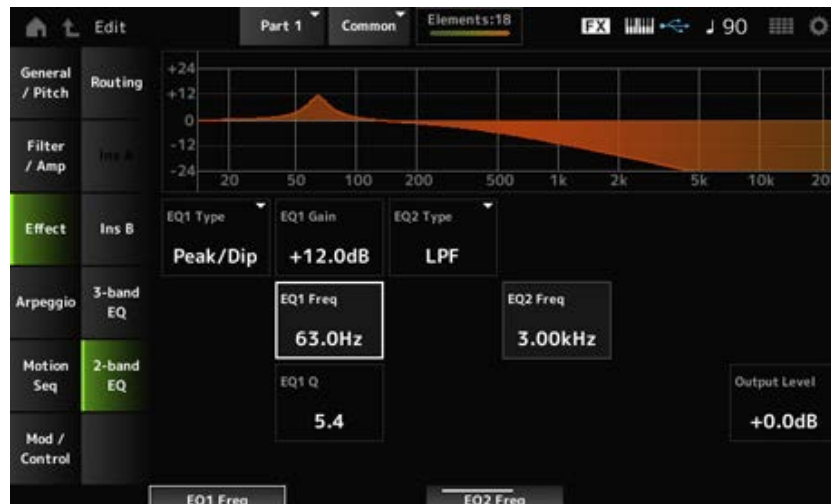 Edit
Part 1
Common
Elements:18
FX
90
General / Pitch
Routing
Filter / Amp
Ins A
Effect
Ins B
Arpeggio
3-band EQ
Motion Seq
2-band EQ
Mod / Control
+24
+12
0
-12
-24
20 50 100 200 500 1k 2k 5k 10k 20
EQ1 Type
Peak/Dip
EQ1 Gain
+12.0dB
EQ2 Type
LPF
EQ1 Freq
63.0Hz
EQ2 Freq
3.00kHz
EQ1 Q
5.4
Output Level
+0.0dB
EQ1 Freq
EQ2 Freq